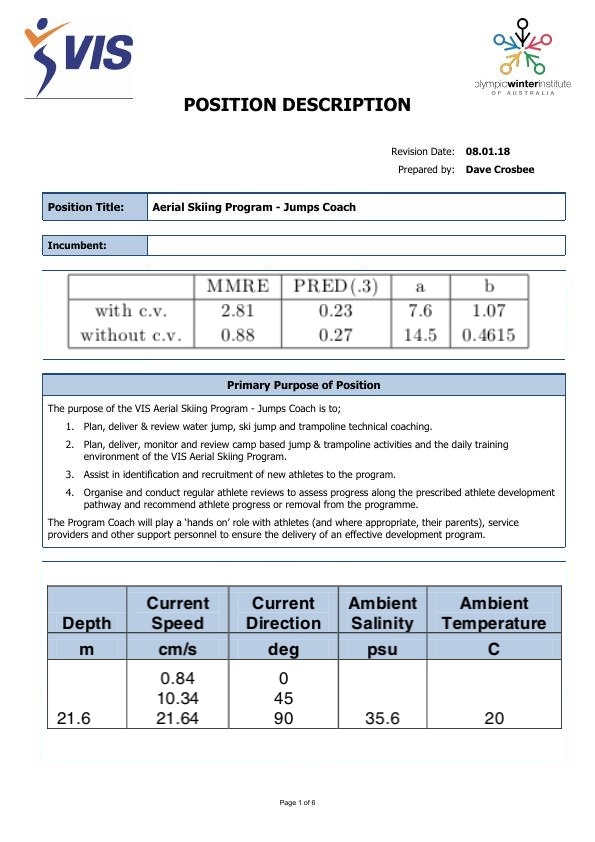 VIS
olympicwinterinstitute
OF AUSTRALIA
POSITION DESCRIPTION
Revision Date: 08.01.18
Prepared by: Dave Crosbee
Position Title: Aerial Skiing Program - Jumps Coach
Incumbent:
MMRE PRED(.3) a b
with c.v. 2.81 0.23 7.6 1.07
without c.v. 0.88 0.27 14.5 0.4615
Primary Purpose of Position
The purpose of the VIS Aerial Skiing Program - Jumps Coach is to;
1. Plan, deliver & review water jump, ski jump and trampoline technical coaching.
2. Plan, deliver, monitor and review camp based jump & trampoline activities and the daily training
environment of the VIS Aerial Skiing Program.
3. Assist in identification and recruitment of new athletes to the program.
4. Organise and conduct regular athlete reviews to assess progress along the prescribed athlete development
pathway and recommend athlete progress or removal from the programme.
The Program Coach will play a ‘hands on’ role with athletes (and where appropriate, their parents), service
providers and other support personnel to ensure the delivery of an effective development program.
Current Current Ambient Ambient
Depth Speed Direction Salinity Temperature
m cm/s deg psu C
0.84 0
10.34 45
21.6 21.64 90 35.6 20
Page 1 of 6